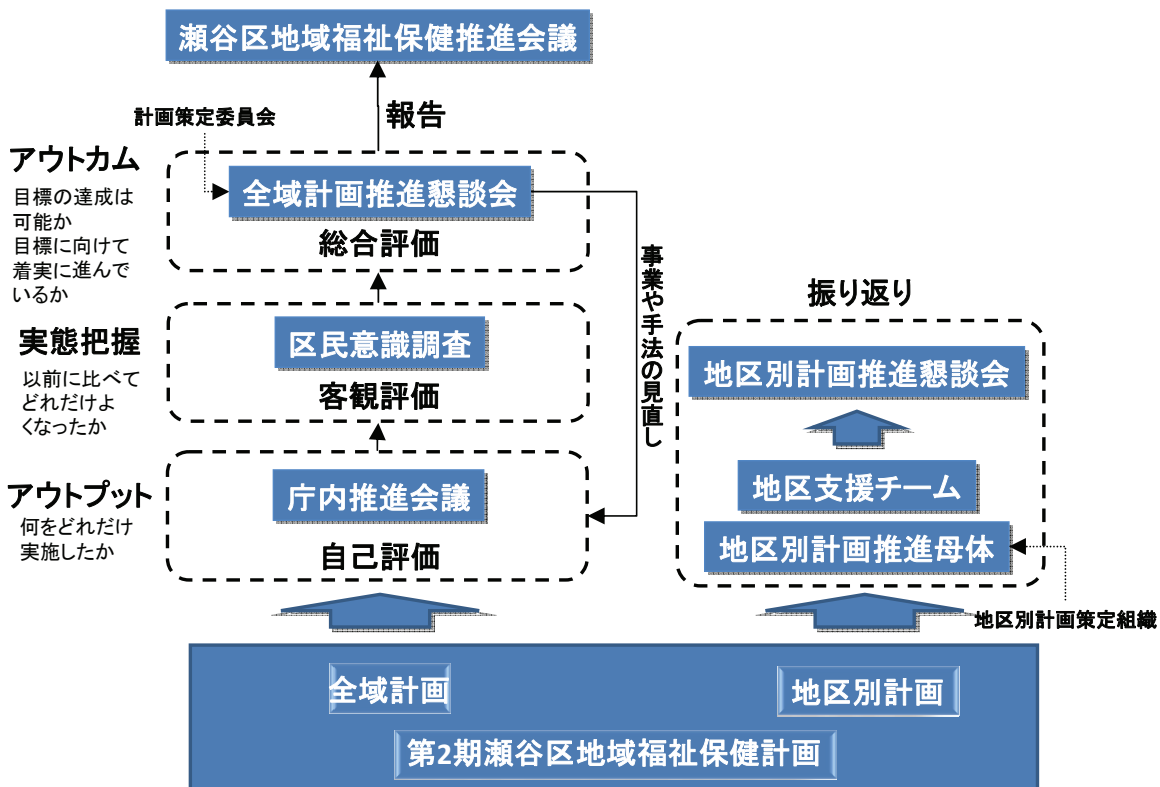 瀬谷区地域福祉保健推進会議
報告
計画策定委員会
アウトカム
目標の達成は
可能か
目標に向けて
着実に進んで
いるか
全域計画推進懇談会
総合評価
事業や手法の見直し
実態把握
以前に比べて
どれだけよ
くなったか
区民意識調査
客観評価
アウトプット
何をどれだけ
実施したか
庁内推進会議
自己評価
振り返り
地区別計画推進懇談会
地区支援チーム
地区別計画推進母体
地区別計画策定組織
全域計画
地区別計画
第2期瀬谷区地域福祉保健計画